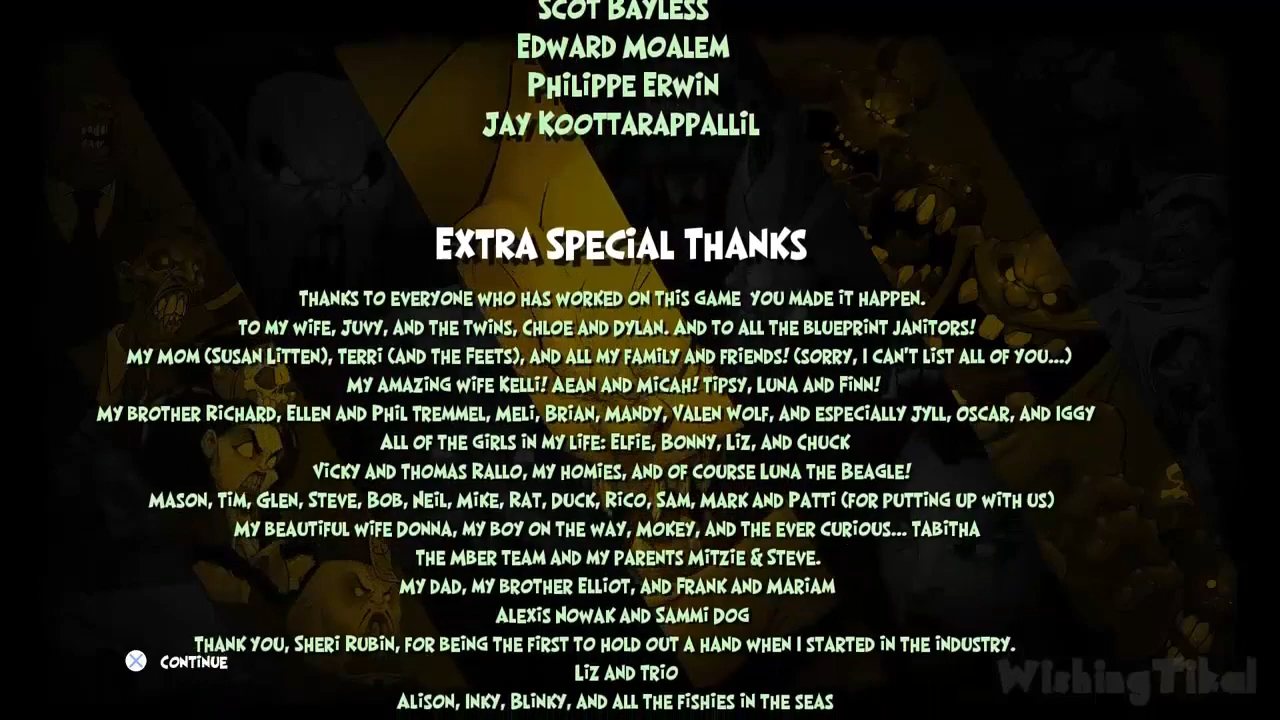 Scot Bayless
Edward Moalem
Philippe Erwin
Jay Koottarappallil
Extra Special Thanks
Thanks to everyone who has worked on this game you made it happen.
To my wife, Juvy, and the twins, Chloe and Dylan. And to all the blueprint janitors!
My mom (Susan Litten), Terri (and the Feets), and all my family and friends! (Sorry, I can't list all of you...)
My amazing wife Kelli! Aean and Micah! Tipsy, Luna and Finn!
My brother Richard, Ellen and Phil Tremmel, Meli, Brian, Mandy, Valen Wolf, and especially Jyll, Oscar, and Iggy
All of the girls in my life: Elfie, Bonny, Liz, and Chuck
Vicky and Thomas Rallo, my homies, and of course Luna the Beagle!
Mason, Tim, Glen, Steve, Bob, Neil, Mike, Rat, Duck, Rico, Sam, Mark and Patti (for putting up with us)
My beautiful wife Donna, my boy on the way, Mokey, and the ever curious... Tabitha
The MBER team and my parents Mitzie & Steve.
My dad, my brother Elliot, and Frank and Mariam
Alexis Nowak and Sammi Dog
Thank you, Sheri Rubin, for being the first to hold out a hand when I started in the industry.
Continue
Liz and Trio
Alison, Inky, Blinky, and all the fishies in the seas
WishingTikal